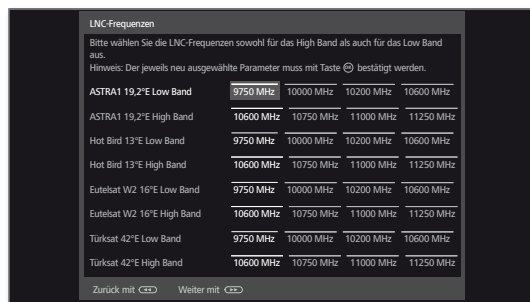 LNC-Frequenzen
Bitte wählen Sie die LNC-Frequenzen sowohl für das High Band als auch für das Low Band
aus.
Hinweis: Der jeweils neu ausgewählte Parameter muss mit Taste OK bestätigt werden.
ASTRA1 19,2°E Low Band 9750 MHz 10000 MHz 10200 MHz 10600 MHz
ASTRA1 19,2°E High Band 10600 MHz 10750 MHz 11000 MHz 11250 MHz
Hot Bird 13°E Low Band 9750 MHz 10000 MHz 10200 MHz 10600 MHz
Hot Bird 13°E High Band 10600 MHz 10750 MHz 11000 MHz 11250 MHz
Eutelsat W2 16°E Low Band 9750 MHz 10000 MHz 10200 MHz 10600 MHz
Eutelsat W2 16°E High Band 10600 MHz 10750 MHz 11000 MHz 11250 MHz
Türksat 42°E Low Band 9750 MHz 10000 MHz 10200 MHz 10600 MHz
Türksat 42°E High Band 10600 MHz 10750 MHz 11000 MHz 11250 MHz
Zurück mit Weiter mit